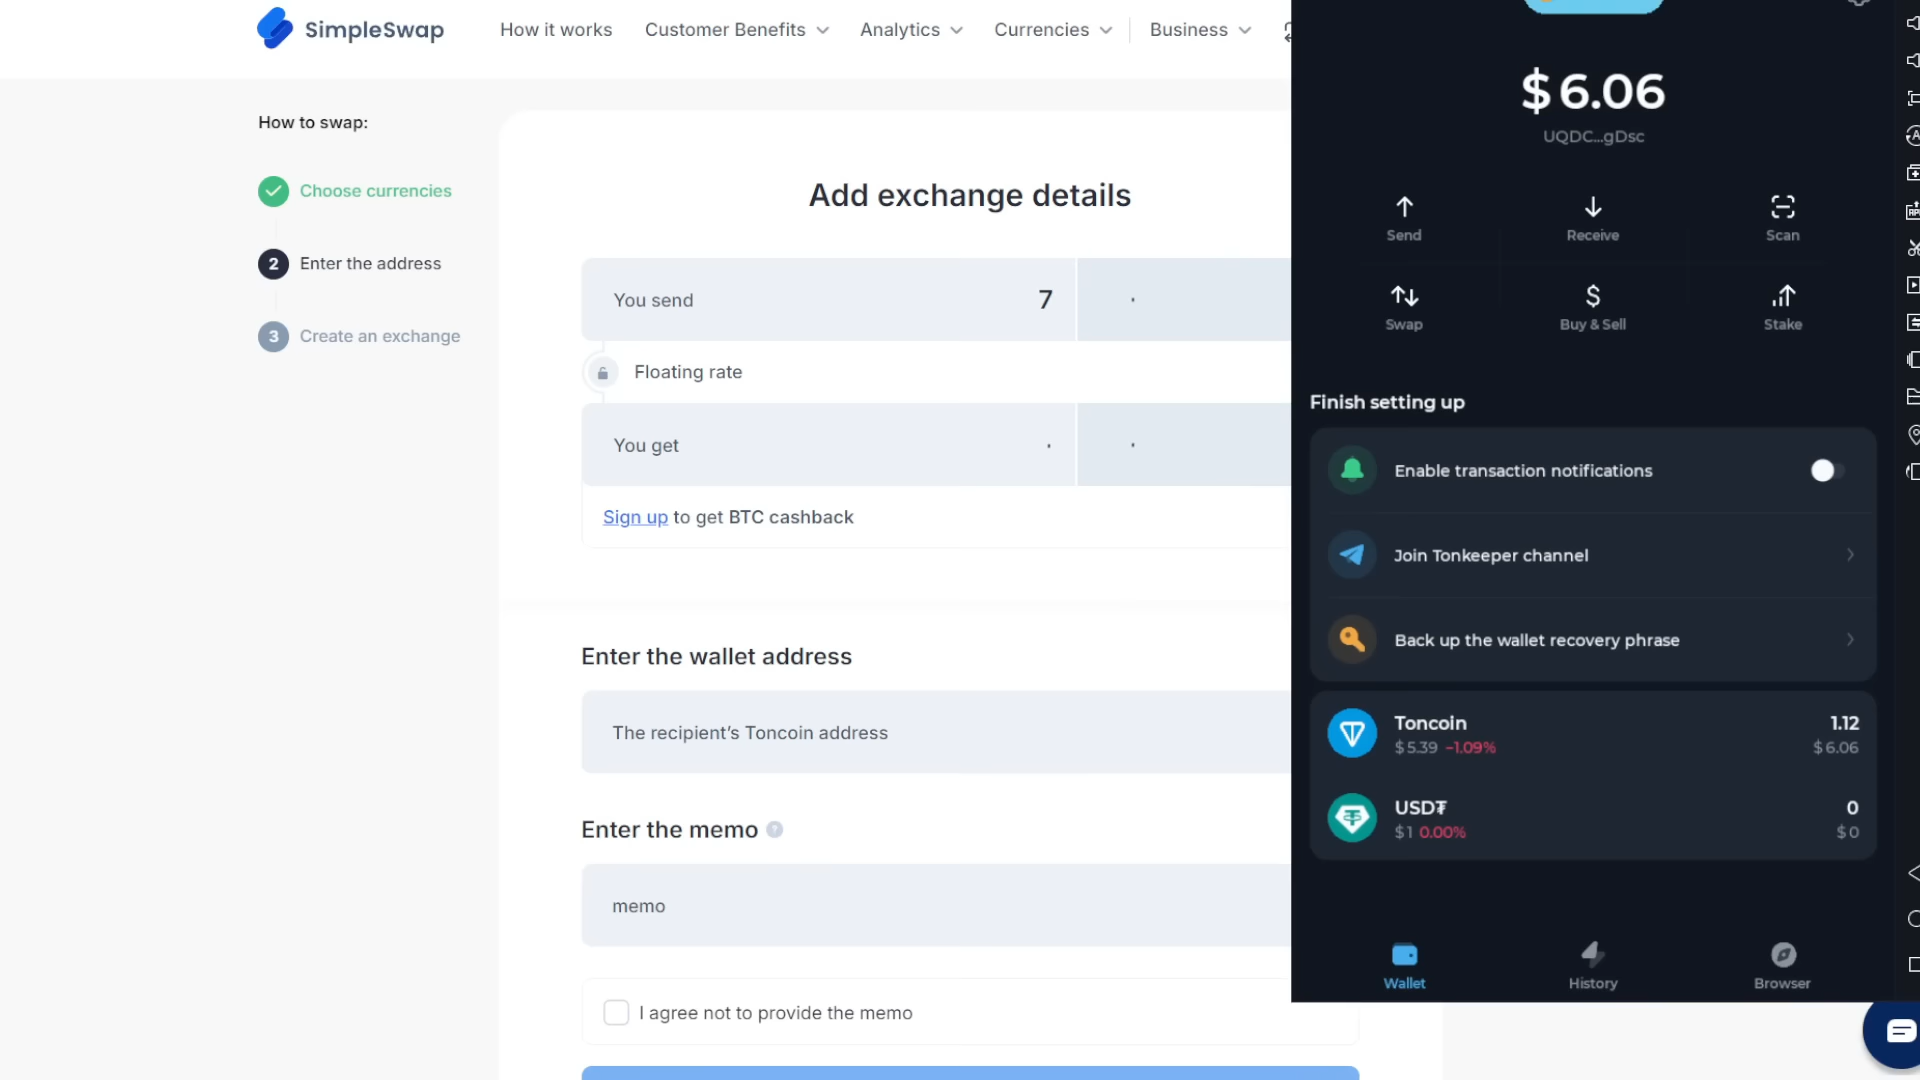 SimpleSwap
How it works
Customer Benefits
Analytics
Currencies
Business
How to swap:
Choose currencies
2
Enter the address
3
Create an exchange
Add exchange details
You send
7
Floating rate
You get
Sign up to get BTC cashback
Enter the wallet address
The recipient's Toncoin address
Enter the memo
?
memo
I agree not to provide the memo
$ 6.06
UQDC...gDsc
Send
Receive
Scan
Swap
Buy & Sell
Stake
Finish setting up
Enable transaction notifications
Join Tonkeeper channel
Back up the wallet recovery phrase
Toncoin
1.12
$ 5.39 −1.09%
$ 6.06
USD₮
0
$ 1 0.00%
$ 0
Wallet
History
Browser